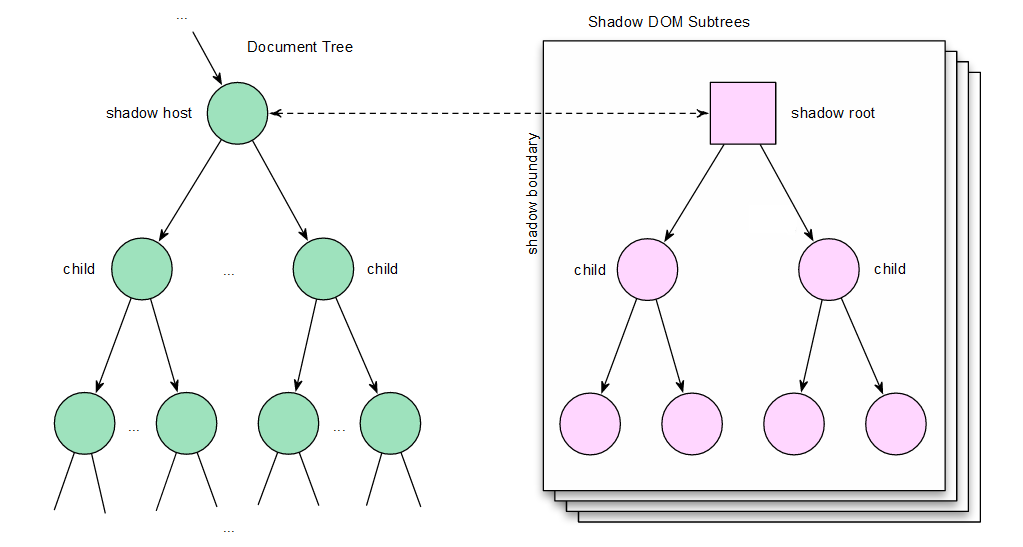 ...
Shadow DOM Subtrees
Document Tree
shadow host
shadow root
shadow boundary
child
...
child
child
child
...
...
...